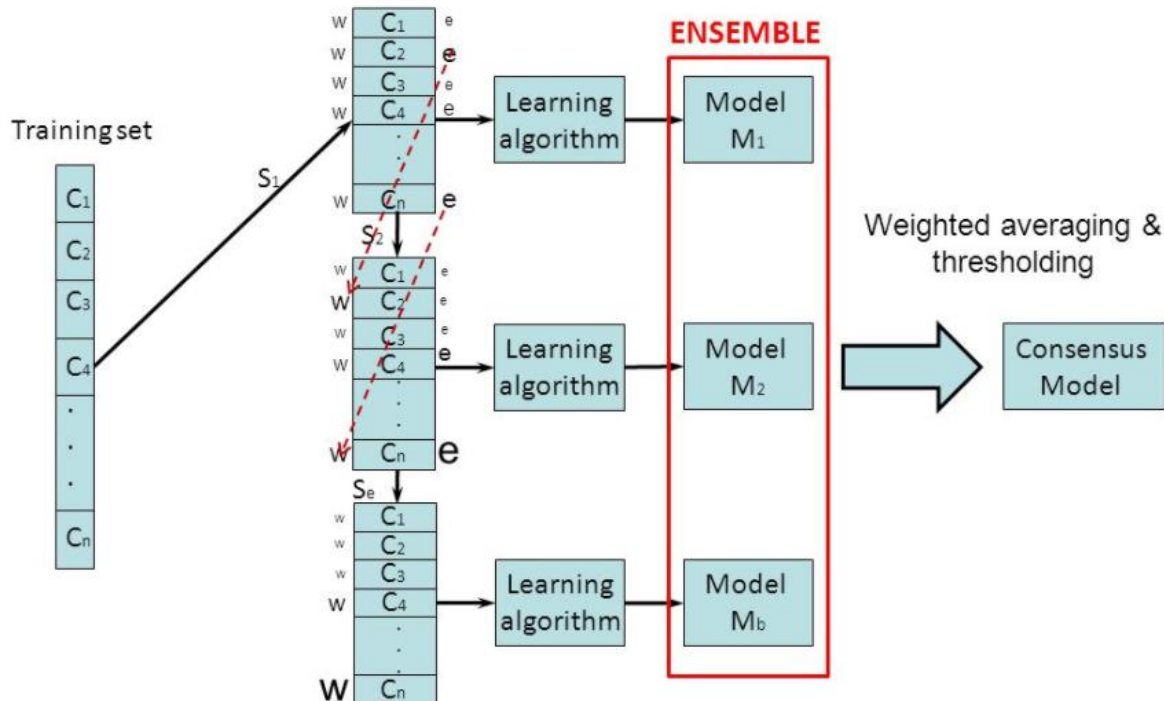 Training set
C1
C2
C3
C4
.
.
.
Cn
S1
w C1 e
w C2 e
w C3 e
w C4 e
.
.
w Cn e
S2
w C1 e
w C2 e
w C3 e
w C4 e
.
.
.
w Cn e
Se
w C1
w C2
w C3
w C4
.
.
.
w Cn
Learning
algorithm
Learning
algorithm
Learning
algorithm
ENSEMBLE
Model
M1
Model
M2
Model
Mb
Weighted averaging &
thresholding
Consensus
Model